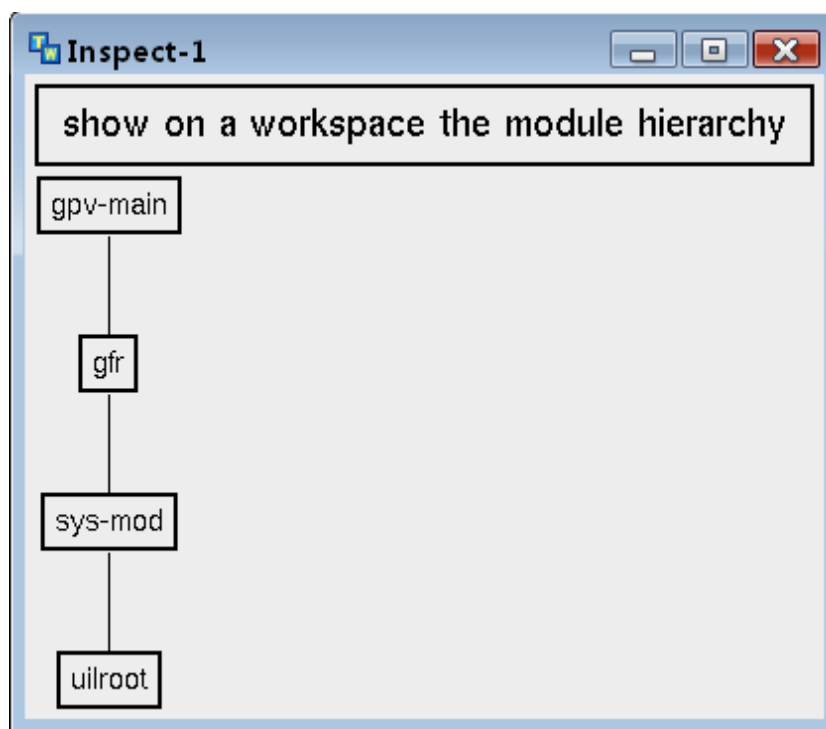 Inspect-1
show on a workspace the module hierarchy
gpv-main
gfr
sys-mod
uilroot